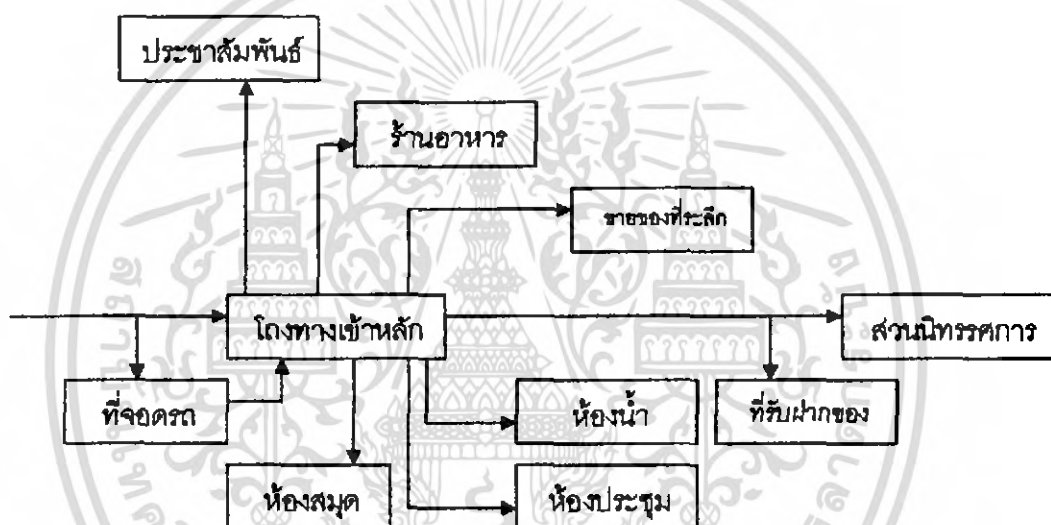 ประชาสัมพันธ์
ร้านอาหาร
ขายของที่ระลึก
โถงทางเข้าหลัก
ส่วนนิทรรศการ
ที่จอดรถ
ห้องน้ำ
ที่รับฝากของ
ห้องสมุด
ห้องประชุม